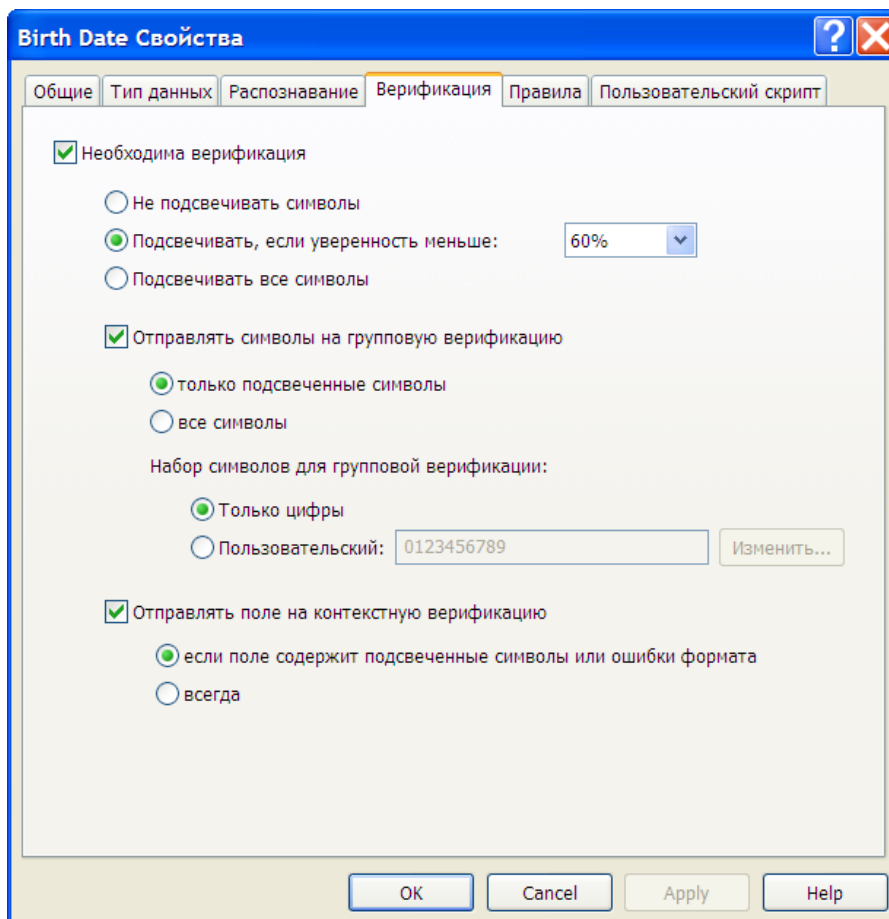 Birth Date Свойства
Общие Тип данных Распознавание Верификация Правила Пользовательский скрипт
Необходима верификация
Не подсвечивать символы
Подсвечивать, если уверенность меньше: 60%
Подсвечивать все символы
Отправлять символы на групповую верификацию
только подсвеченные символы
все символы
Набор символов для групповой верификации:
Только цифры
Пользовательский: 0123456789 Изменить...
Отправлять поле на контекстную верификацию
если поле содержит подсвеченные символы или ошибки формата
всегда
OK Cancel Apply Help